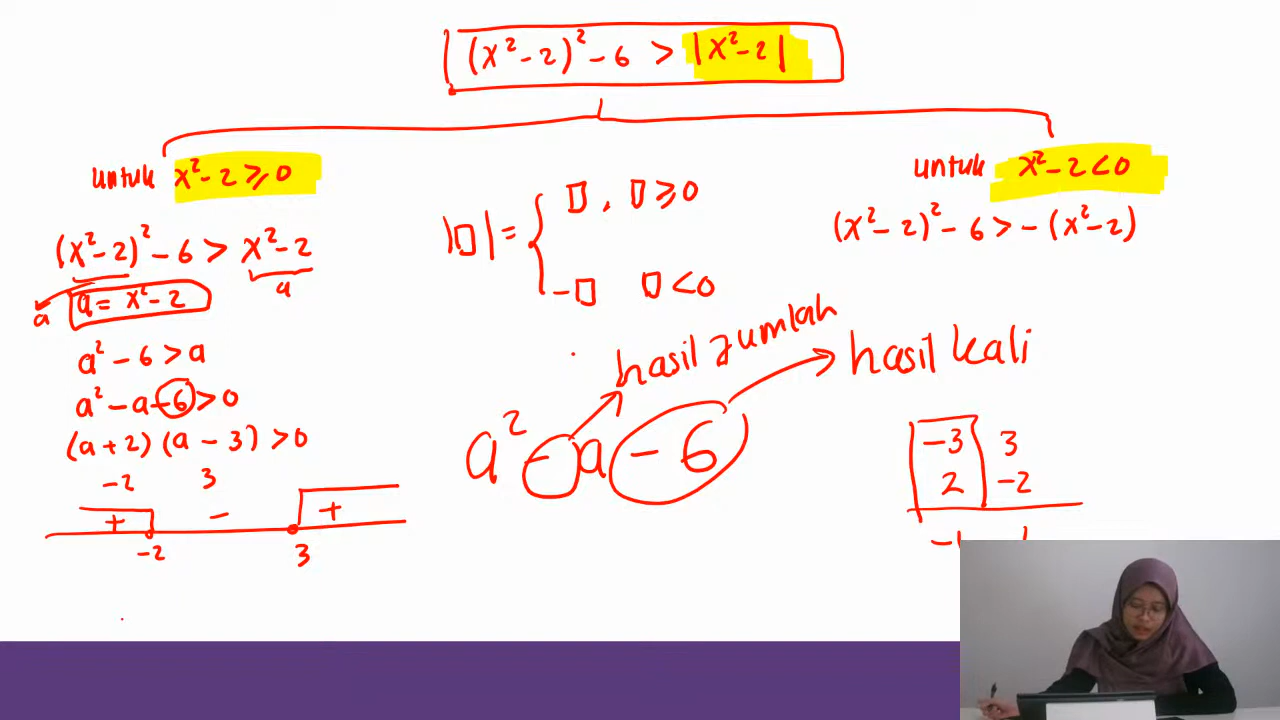 (x²-2)²-6 > |x²-2|
untuk x²-2 ≥ 0
(x²-2)²-6 > x²-2
a
a
a = x²-2
a²-6 > a
a²-a-6 > 0
(a+2) (a-3) > 0
-2 3
+ - +
-2 3
|▯| = { ▯ , ▯ ≥ 0
-▯ ▯ < 0
hasil zumlah
hasil kali
a² - a - 6
untuk x²-2 < 0
(x²-2)²-6 > -(x²-2)
-3 3
2 -2